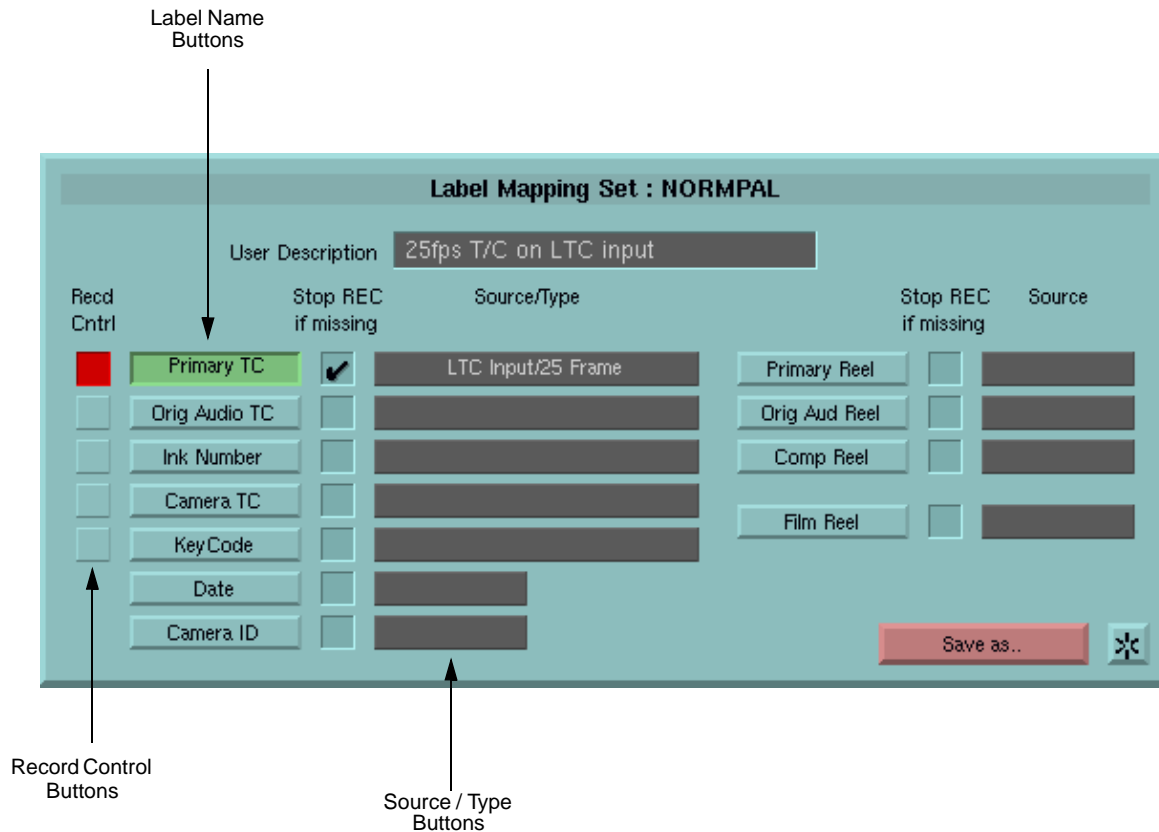 Label Name
Buttons
Label Mapping Set : NORMPAL
User Description 25fps T/C on LTC input
Recd
Cntrl
Stop REC
if missing
Source/Type
Stop REC
if missing
Source
Primary TC LTC Input/25 Frame Primary Reel
Orig Audio TC Orig Aud Reel
Ink Number Comp Reel
Camera TC
Film Reel
KeyCode
Date
Camera ID
Save as..
Record Control
Buttons
Source / Type
Buttons